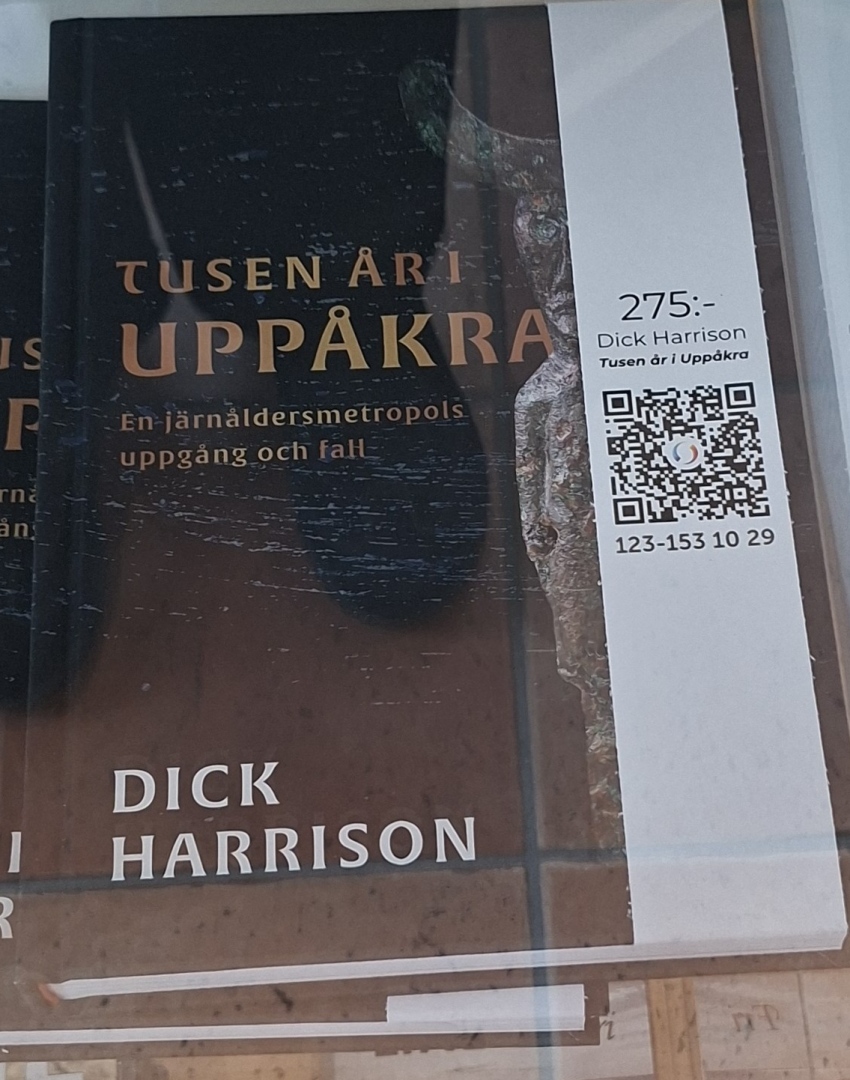 TUSEN ÅR I
UPPÅKRA
En järnåldersmetropols
uppgång och fall
DICK
HARRISON
275:-
Dick Harrison
Tusen år i Uppåkra
123-153 10 29